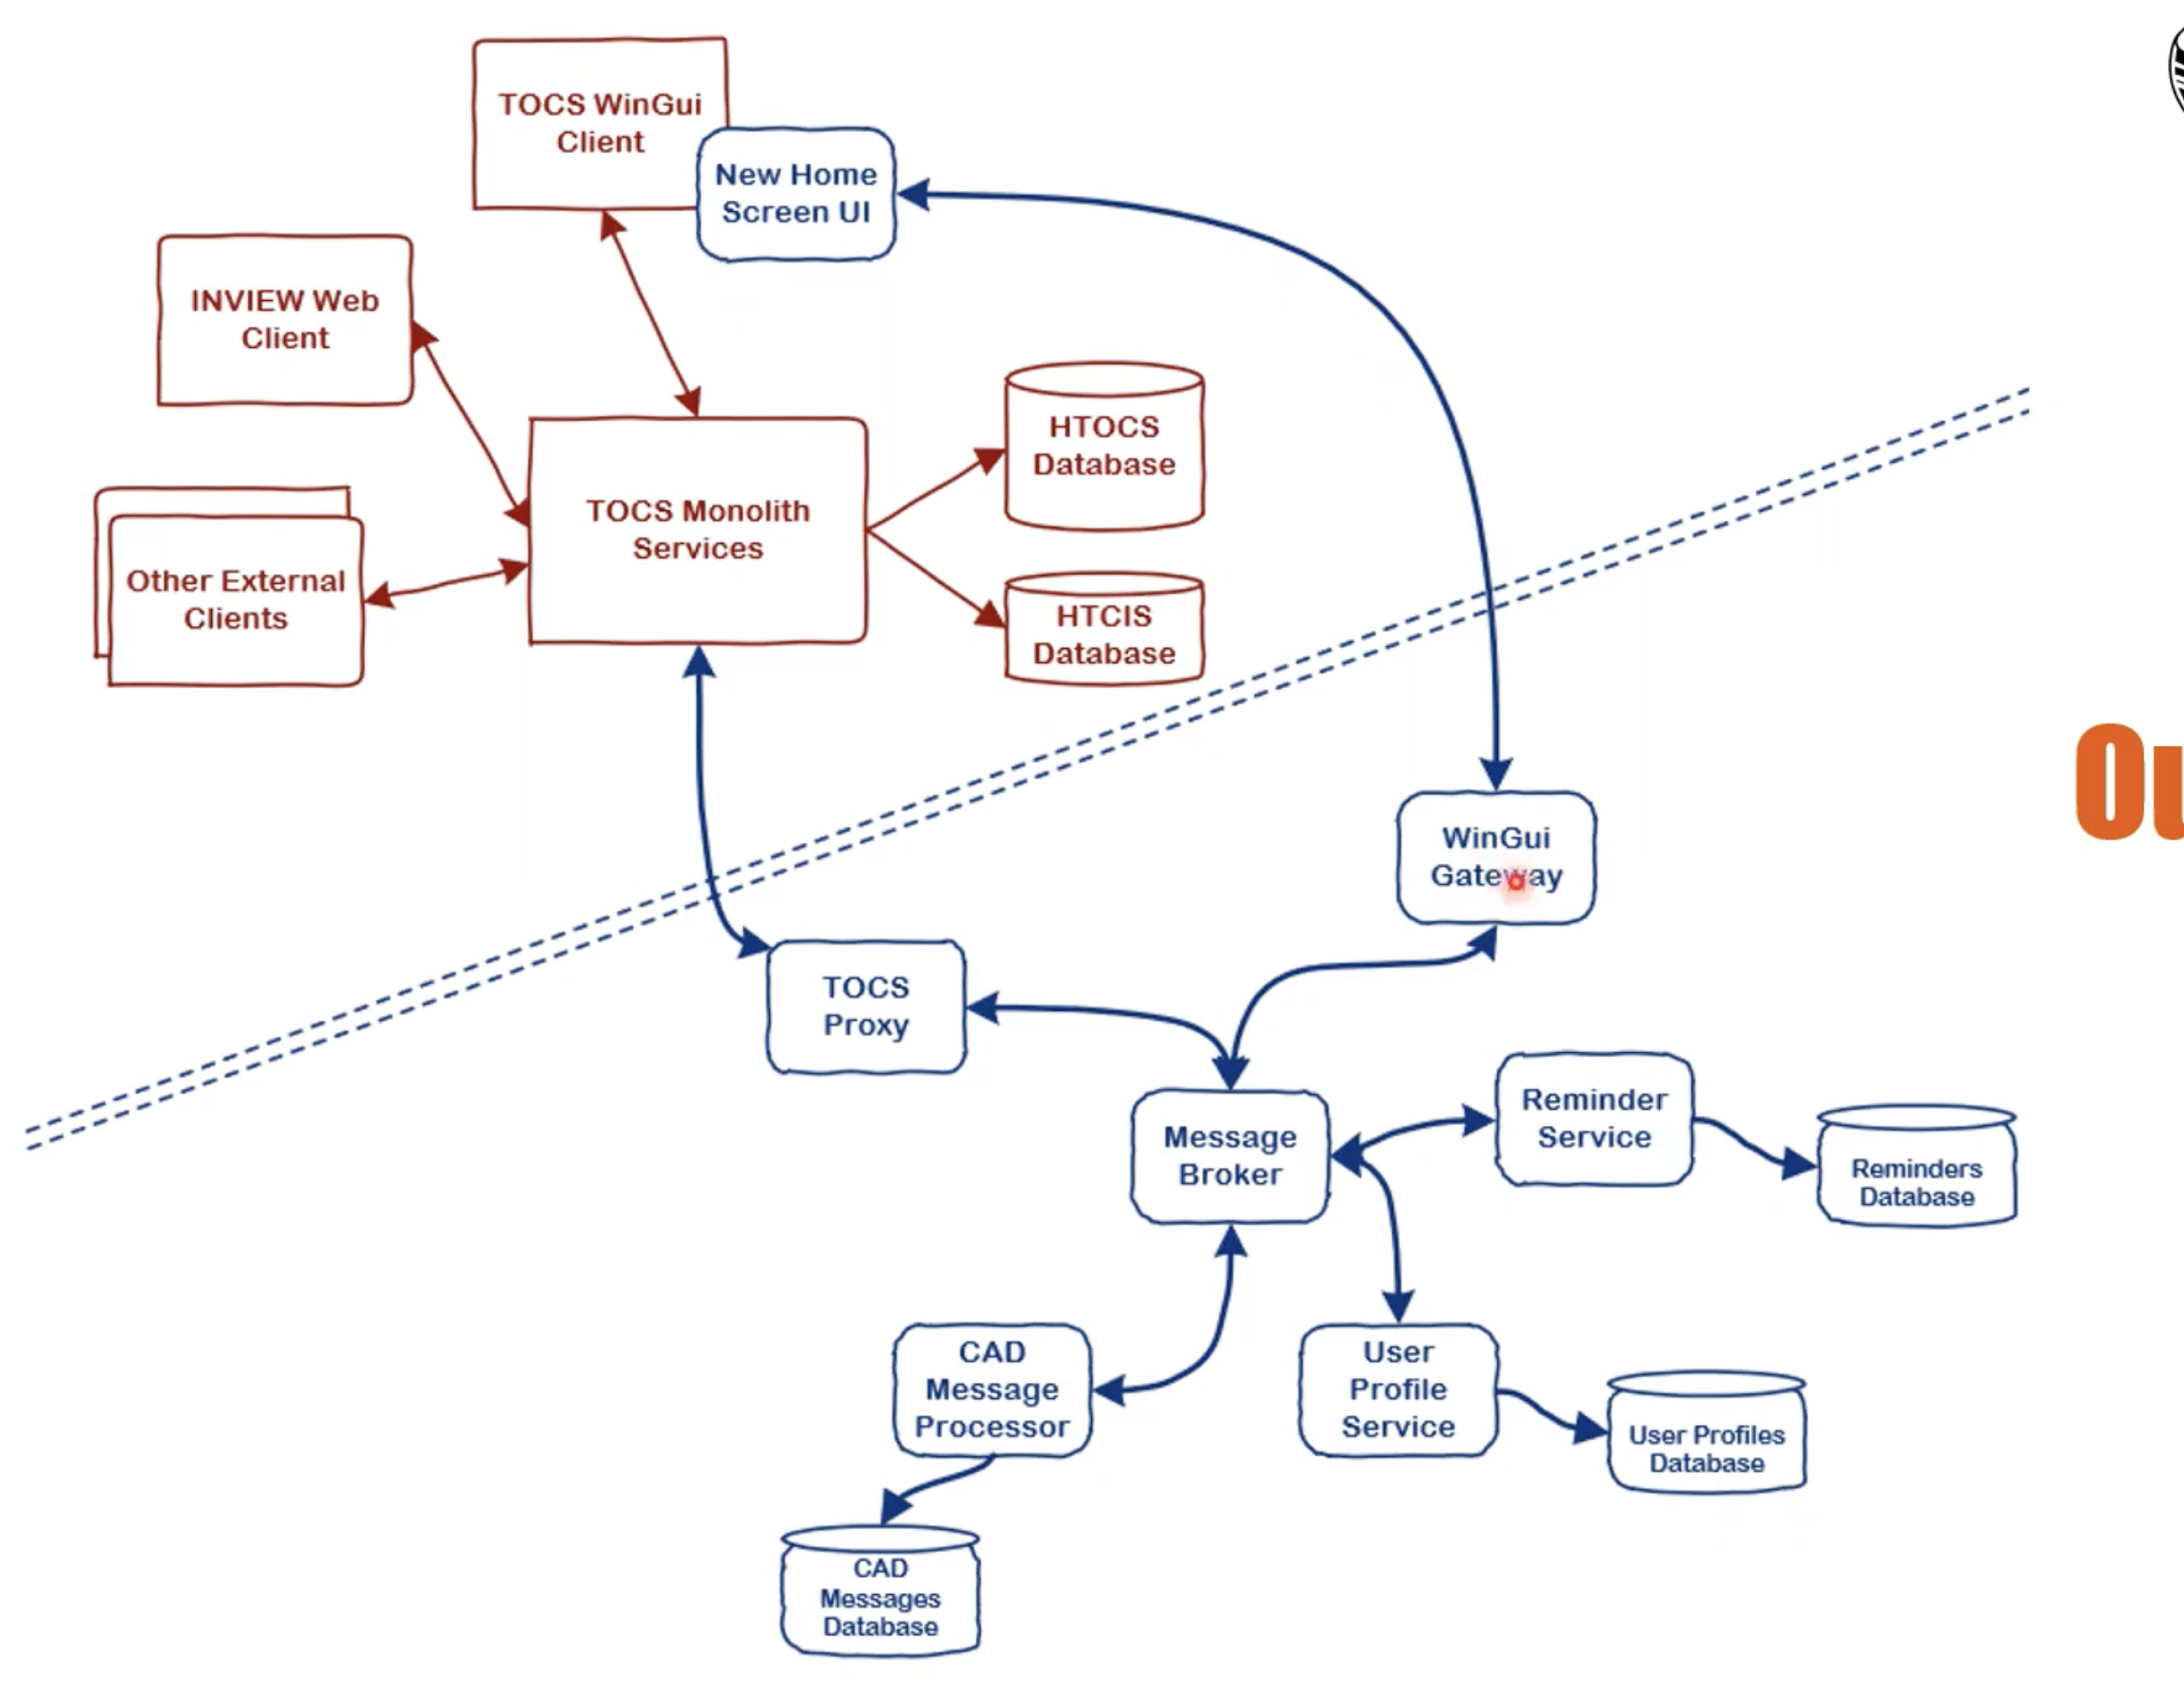 TOCS WinGui
Client
New Home
Screen UI
INVIEW Web
Client
HTOCS
Database
TOCS Monolith
Services
Other External
Clients
HTCIS
Database
Ou
WinGui
Gateway
TOCS
Proxy
Message
Broker
Reminder
Service
Reminders
Database
CAD
Message
Processor
User
Profile
Service
User Profiles
Database
CAD
Messages
Database